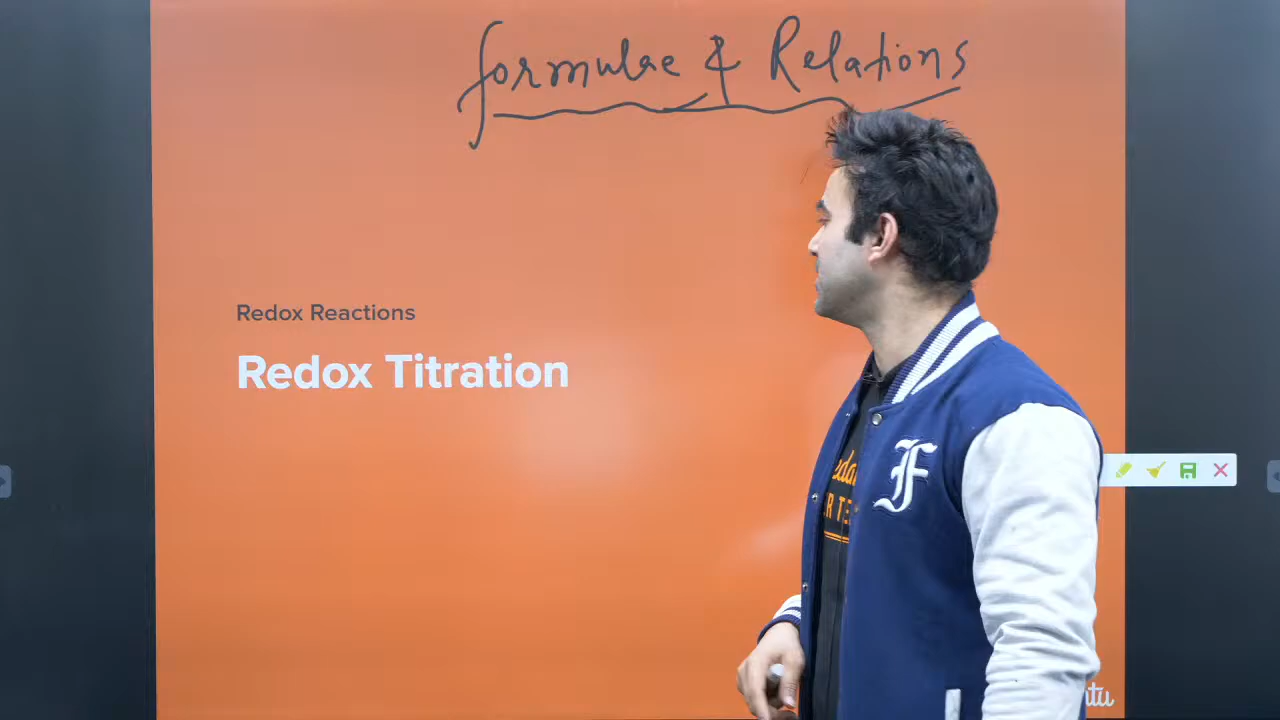 formulae & Relations
Redox Reactions
Redox Titration
F